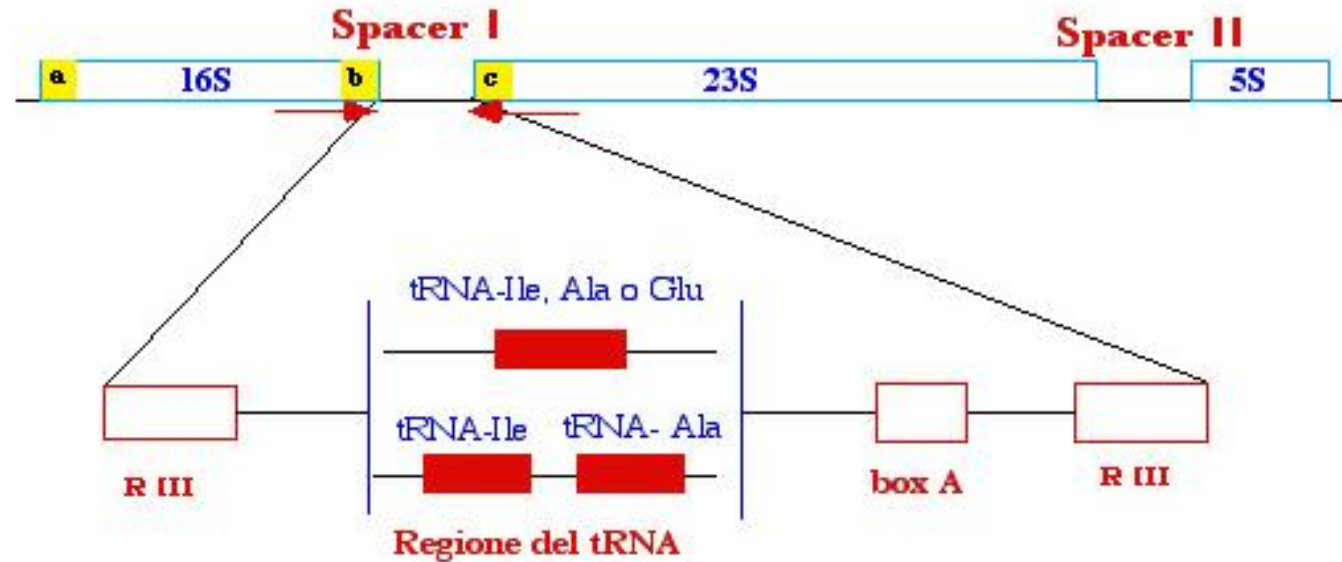 Spacer I
Spacer II
a 16S b c 23S 5S
tRNA-Ile, Ala o Glu
tRNA-Ile tRNA- Ala
R III box A R III
Regione del tRNA